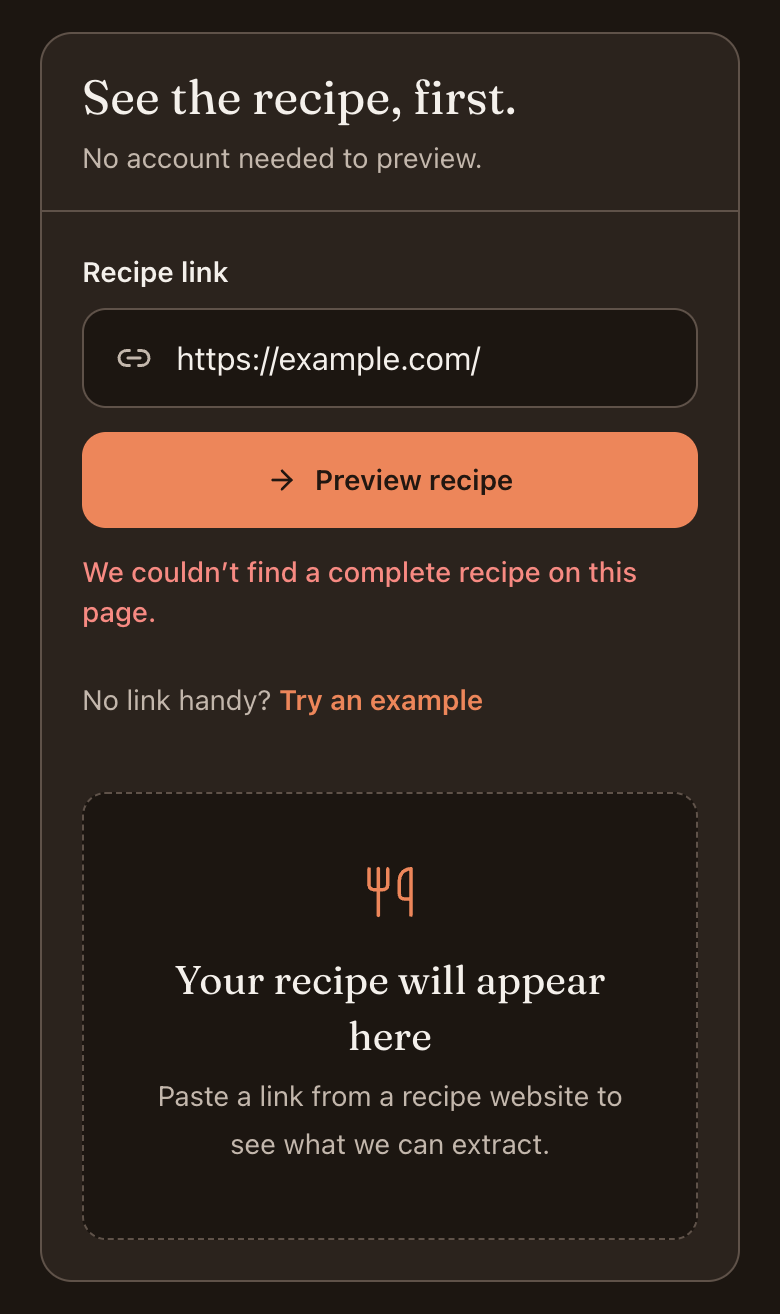 See the recipe, first.
No account needed to preview.
Recipe link
https://example.com/
Preview recipe
We couldn’t find a complete recipe on this
page.
No link handy? Try an example
Your recipe will appear
here
Paste a link from a recipe website to
see what we can extract.